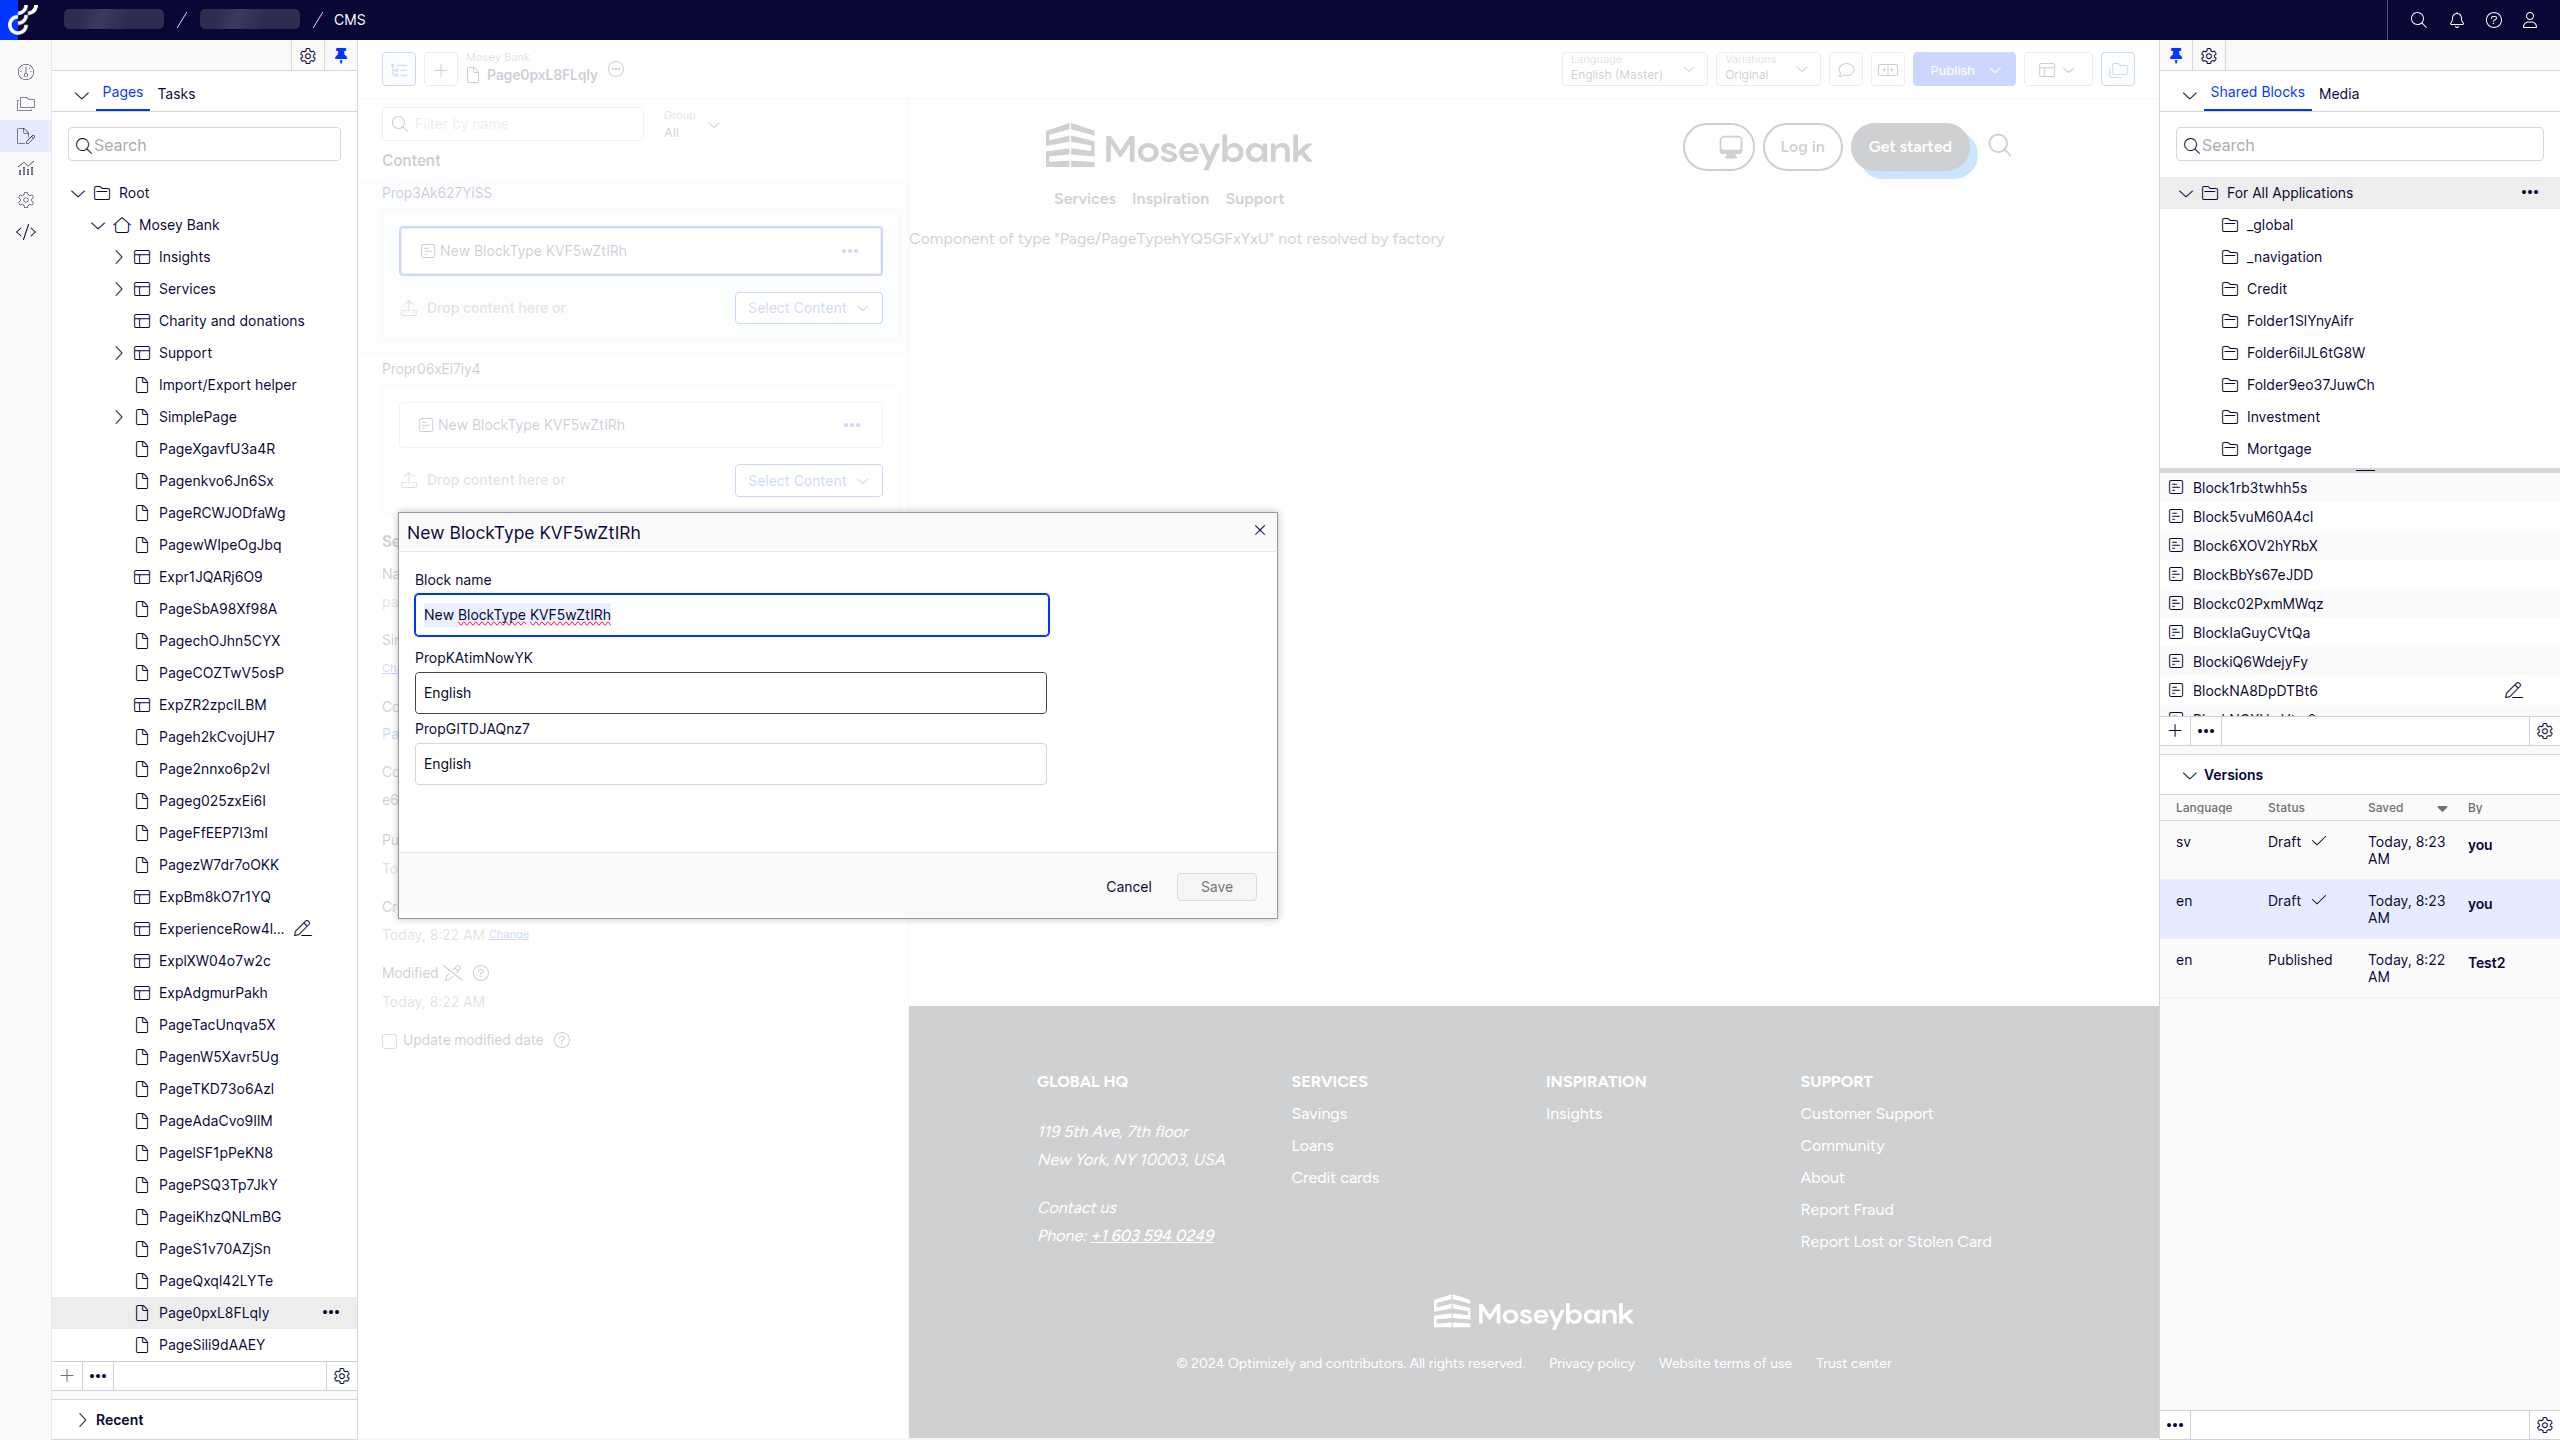 CMS
Pages
Tasks
Search
Root
Mosey Bank
Insights
Services
Charity and donations
Support
Import/Export helper
SimplePage
PageXgavfU3a4R
Pagenkvo6Jn6Sx
PageRCWJODfaWg
PagewWIpeOgJbq
Expr1JQARj6O9
PageSbA98Xf98A
PagechOJhn5CYX
PageCOZTwV5osP
ExpZR2zpcILBM
Pageh2kCvojUH7
Page2nnxo6p2vl
Pageg025zxEi6I
PageFfEEP7I3mI
PagezW7dr7oOKK
ExpBm8kO7r1YQ
ExperienceRow4l...
ExpIXW04o7w2c
ExpAdgmurPakh
PageTacUnqva5X
PagenW5Xavr5Ug
PageTKD73o6AzI
PageAdaCvo9IlM
PageISF1pPeKN8
PagePSQ3Tp7JkY
PageiKhzQNLmBG
PageS1v70AZjSn
PageQxql42LYTe
Page0pxL8FLqly
PageSili9dAAEY
Recent
Mosey Bank
Page0pxL8FLqly
Language
English (Master)
Variations
Original
Publish
Filter by name
Group
All
Content
Prop3Ak627YiSS
New BlockType KVF5wZtIRh
Drop content here or
Select Content
Propr06xEi7iy4
New BlockType KVF5wZtIRh
Drop content here or
Select Content
New BlockType KVF5wZtIRh
Block name
New BlockType KVF5wZtIRh
PropKAtimNowYK
English
PropGITDJAQnz7
English
Cancel
Save
Today, 8:22 AM Change
Modified
Today, 8:22 AM
Update modified date
Moseybank
Log in
Get started
Services
Inspiration
Support
Component of type "Page/PageTypehYQ5GFxYxU" not resolved by factory
GLOBAL HQ
119 5th Ave, 7th floor
New York, NY 10003, USA
Contact us
Phone: +1 603 594 0249
SERVICES
Savings
Loans
Credit cards
INSPIRATION
Insights
SUPPORT
Customer Support
Community
About
Report Fraud
Report Lost or Stolen Card
Moseybank
© 2024 Optimizely and contributors. All rights reserved.
Privacy policy
Website terms of use
Trust center
Shared Blocks
Media
Search
For All Applications
_global
_navigation
Credit
Folder1SlYnyAifr
Folder6ilJL6tG8W
Folder9eo37JuwCh
Investment
Mortgage
Block1rb3twhh5s
Block5vuM60A4cl
Block6XOV2hYRbX
BlockBbYs67eJDD
Blockc02PxmMWqz
BlockIaGuyCVtQa
BlockiQ6WdejyFy
BlockNA8DpDTBt6
Versions
Language
Status
Saved
By
sv
Draft
Today, 8:23 AM
you
en
Draft
Today, 8:23 AM
you
en
Published
Today, 8:22 AM
Test2